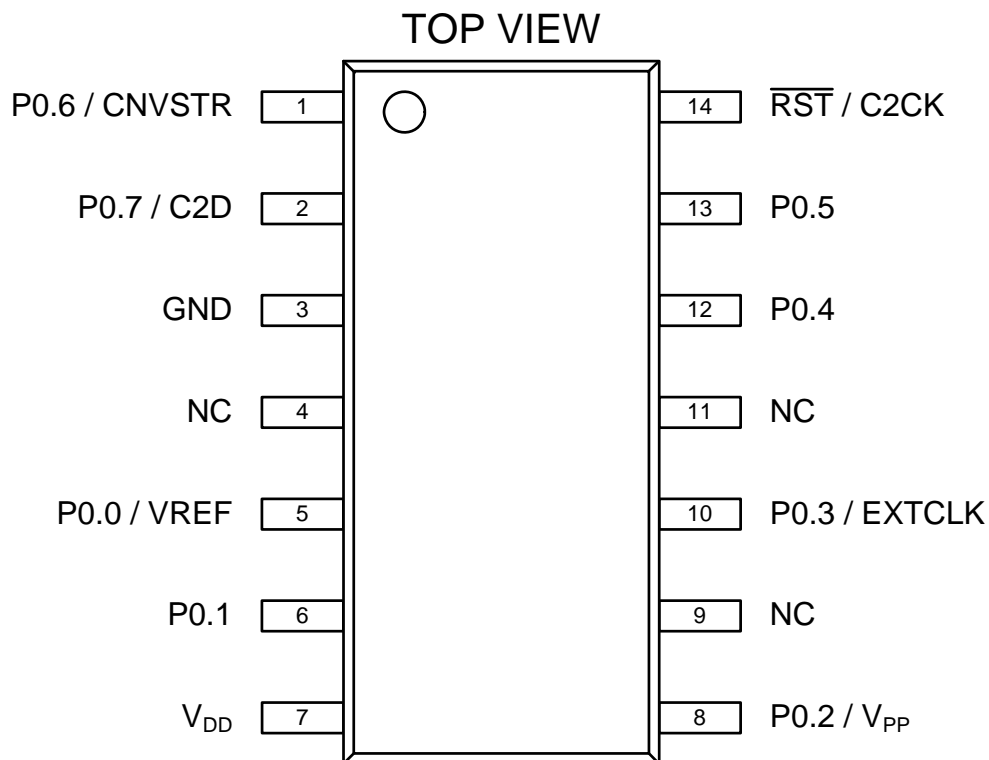 TOP VIEW
P0.6 / CNVSTR 1 14 R̅S̅T̅ / C2CK
P0.7 / C2D 2 13 P0.5
GND 3 12 P0.4
NC 4 11 NC
P0.0 / VREF 5 10 P0.3 / EXTCLK
P0.1 6 9 NC
VDD 7 8 P0.2 / VPP